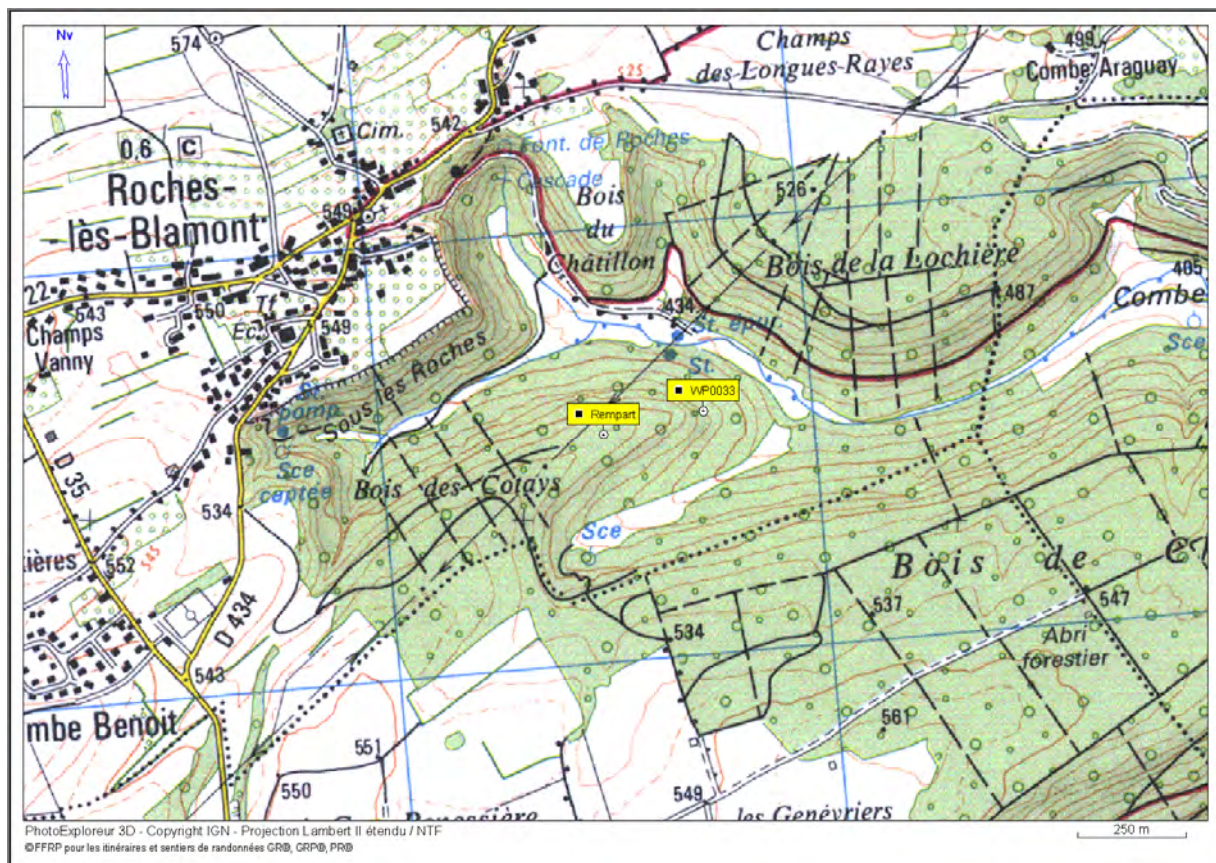 Nv
574
Cim.
542
525
Champs
des-Longues-Rayes
499
Combe Araguay
0,6
C
Roches-
lès-Blamont
549
Font. de Roches
Cascade
Bois
du
Châtillon
526
Bois de la Lochière
487
405
Combe
Sce
22
543
550
Tf
Ec.
549
Champs
Vanny
434
St. épur.
St.
WP0033
Rempart
Sous les Roches
St.
pomp.
Sce
captée
Bois des Cotays
D 35
534
Sce
ières
552
545
D 434
543
mbe Benoit
Bois de
534
537
547
Abri
forestier
561
551
550
549
les Genévriers
PhotoExploreur 3D - Copyright IGN - Projection Lambert II étendu / NTF
©FFRP pour les itinéraires et sentiers de randonnées GR®, GRP®, PR®
250 m